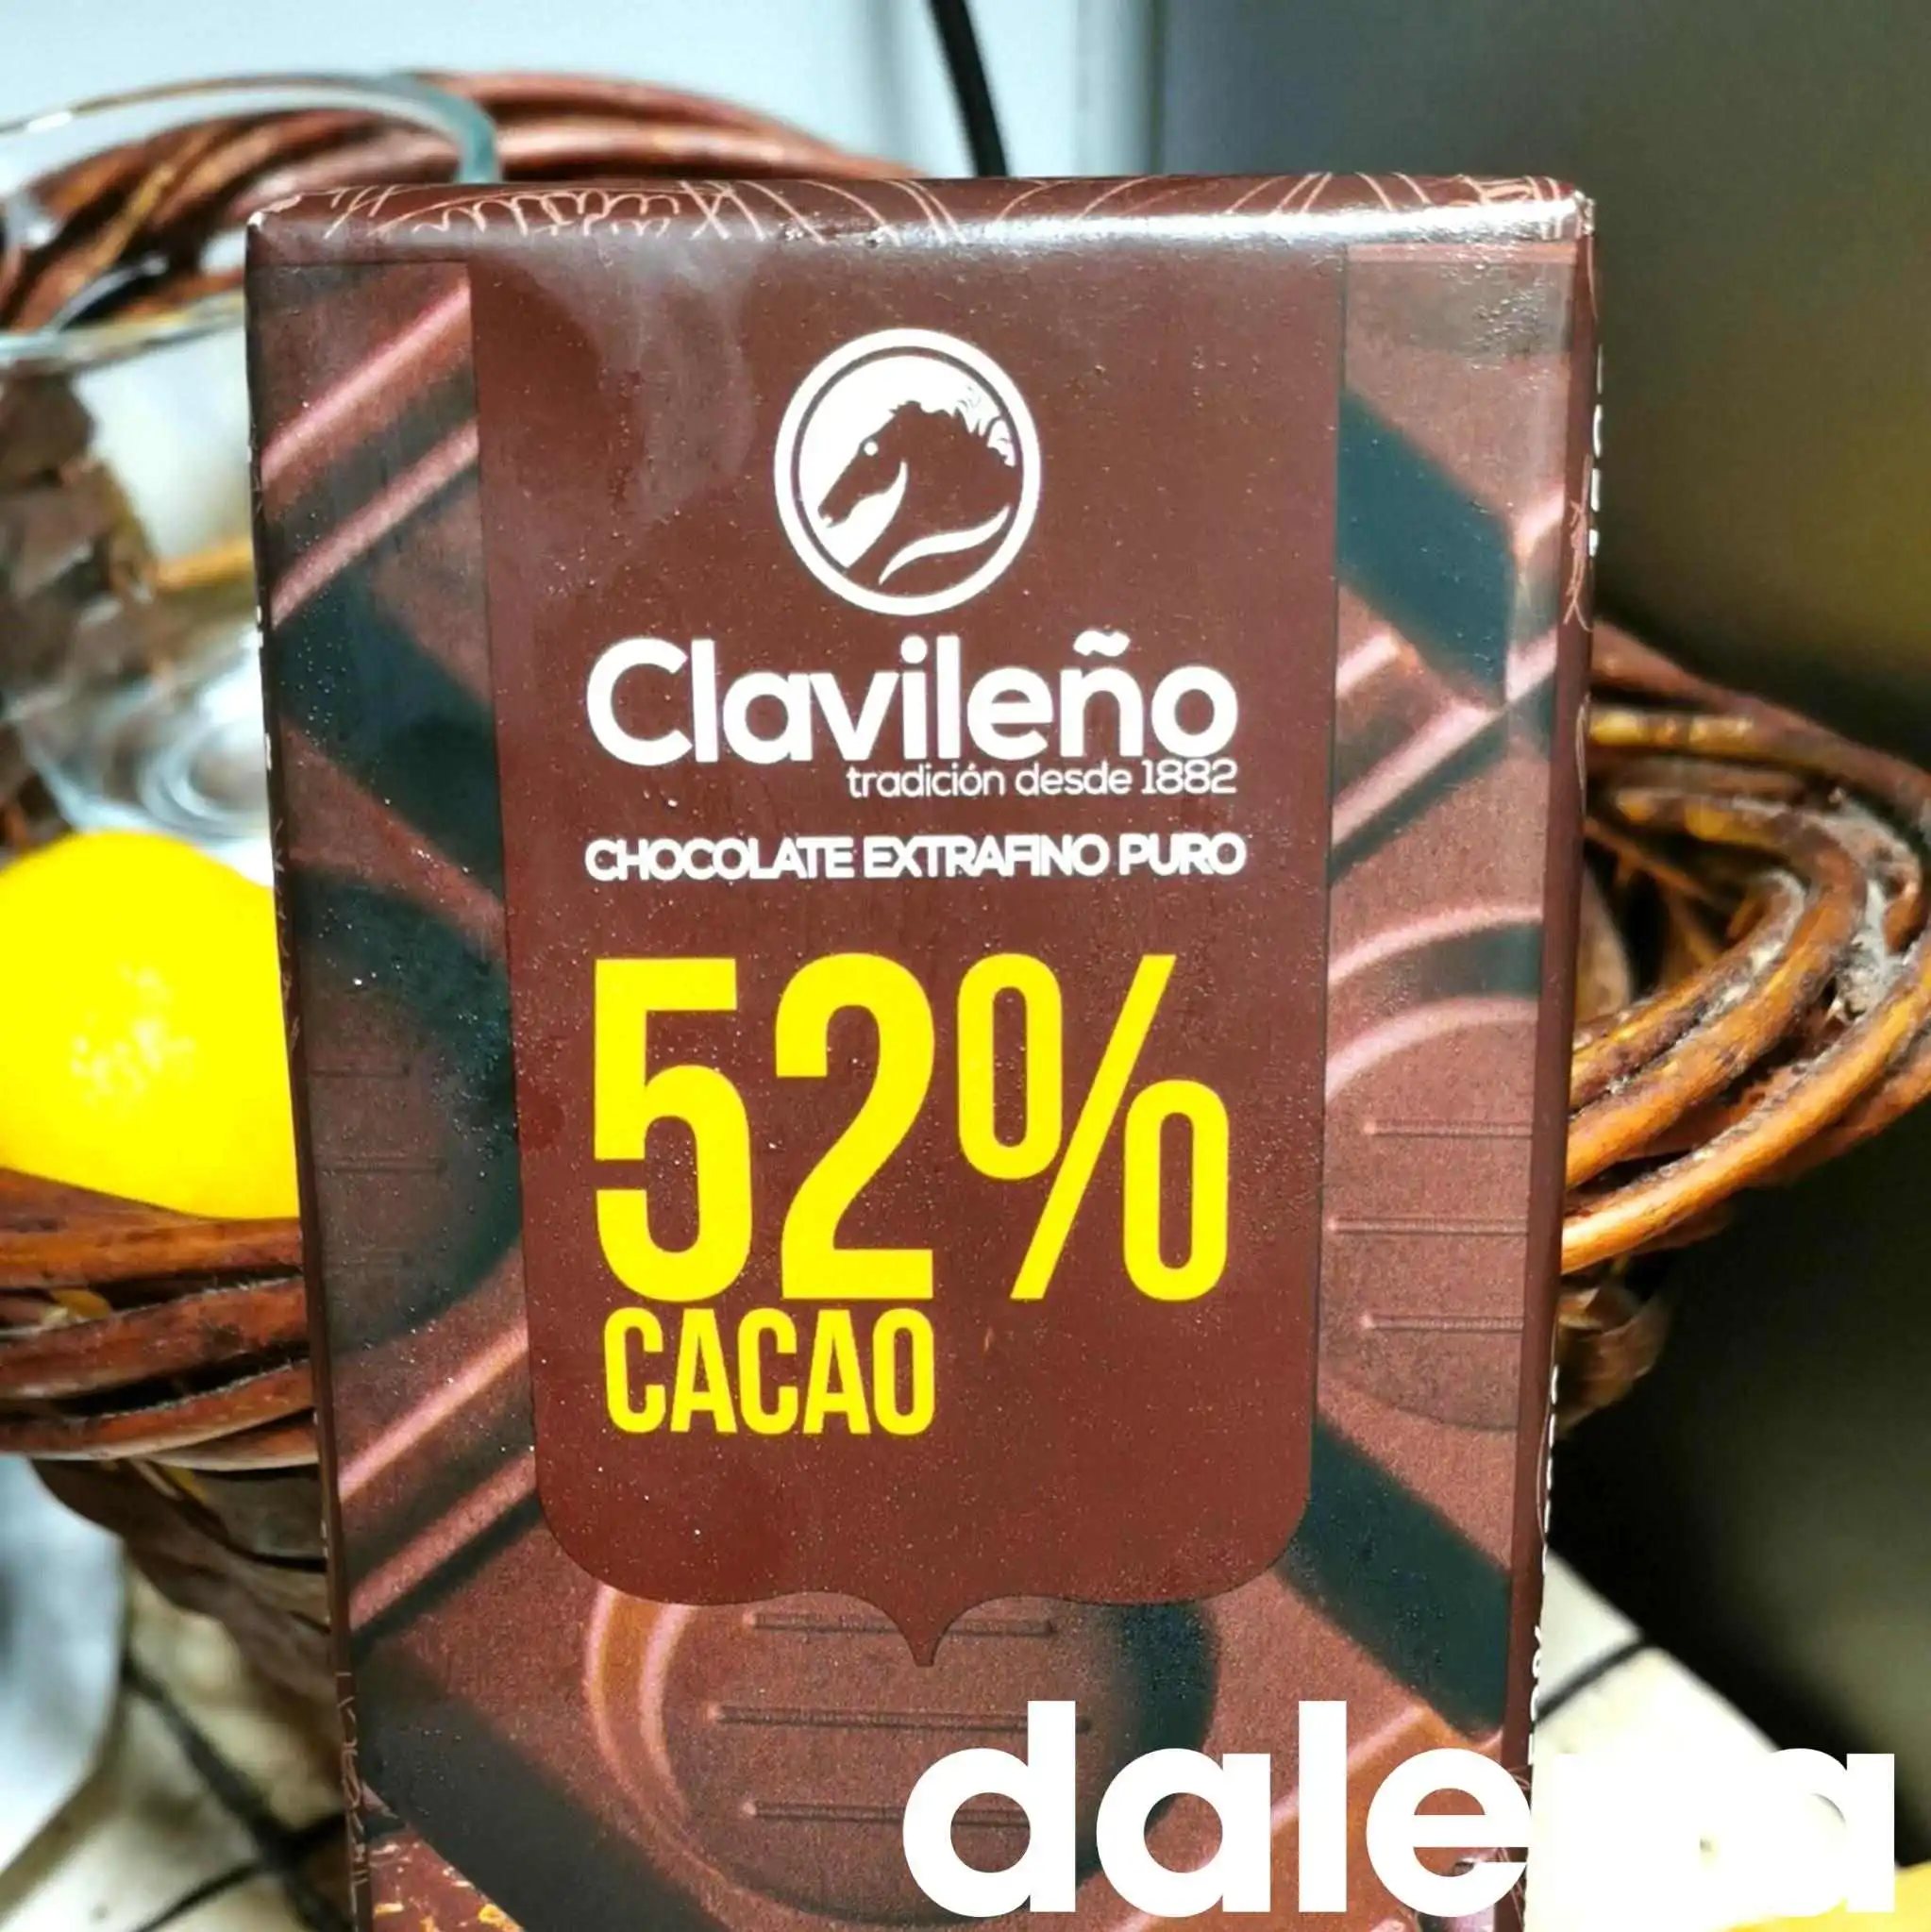 Clavileño
tradición desde 1882
CHOCOLATE EXTRAFINO PURO
52%
CACAO